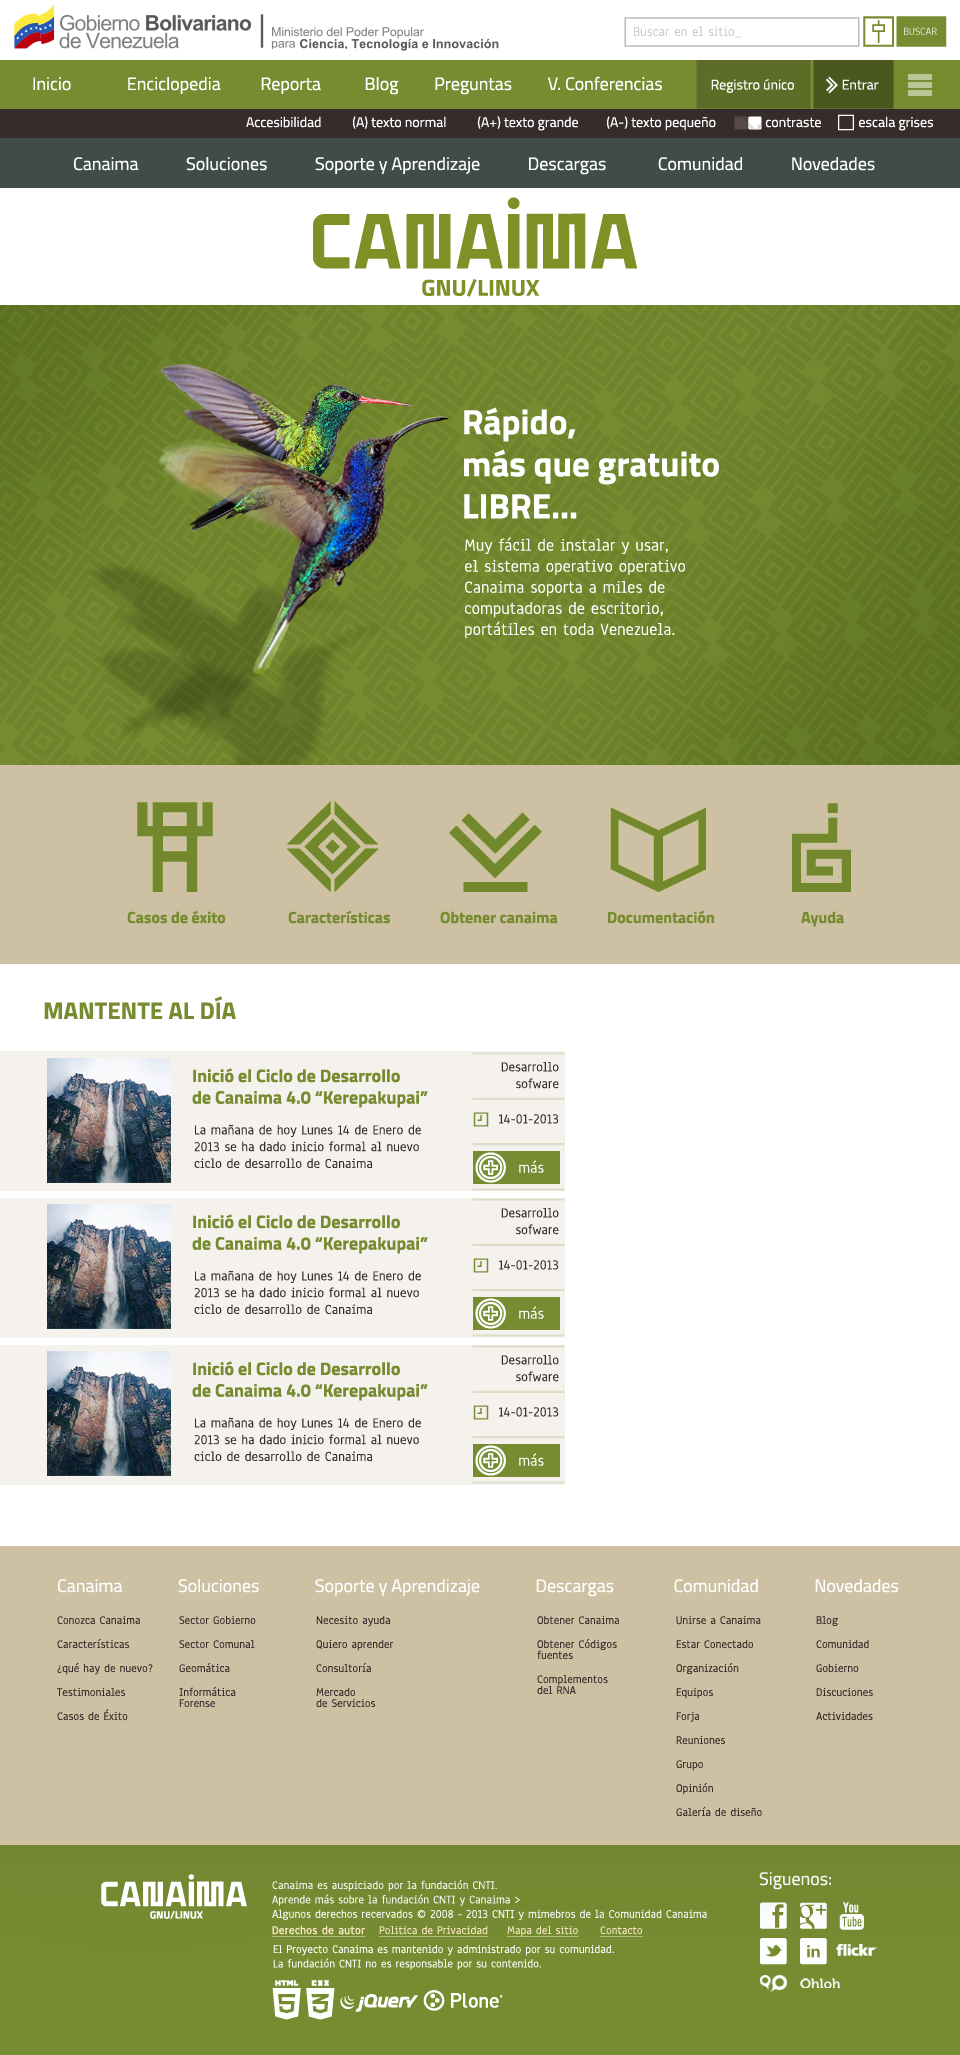 Gobierno Bolivariano
de Venezuela
Ministerio del Poder Popular
para Ciencia, Tecnología e Innovación
Buscar en el sitio_
BUSCAR
Inicio Enciclopedia Reporta Blog Preguntas V. Conferencias Registro único Entrar
Accesibilidad (A) texto normal (A+) texto grande (A-) texto pequeño contraste escala grises
Canaima Soluciones Soporte y Aprendizaje Descargas Comunidad Novedades
CANAIMA
GNU/LINUX
Rápido,
más que gratuito
LIBRE...
Muy fácil de instalar y usar,
el sistema operativo operativo
Canaima soporta a miles de
computadoras de escritorio,
portátiles en toda Venezuela.
Casos de éxito Características Obtener canaima Documentación Ayuda
MANTENTE AL DÍA
Inició el Ciclo de Desarrollo
de Canaima 4.0 “Kerepakupai”
La mañana de hoy Lunes 14 de Enero de
2013 se ha dado inicio formal al nuevo
ciclo de desarrollo de Canaima
Desarrollo
sofware
14-01-2013
más
Inició el Ciclo de Desarrollo
de Canaima 4.0 “Kerepakupai”
La mañana de hoy Lunes 14 de Enero de
2013 se ha dado inicio formal al nuevo
ciclo de desarrollo de Canaima
Desarrollo
sofware
14-01-2013
más
Inició el Ciclo de Desarrollo
de Canaima 4.0 “Kerepakupai”
La mañana de hoy Lunes 14 de Enero de
2013 se ha dado inicio formal al nuevo
ciclo de desarrollo de Canaima
Desarrollo
sofware
14-01-2013
más
Canaima
Conozca Canaima
Características
¿qué hay de nuevo?
Testimoniales
Casos de Éxito
Soluciones
Sector Gobierno
Sector Comunal
Geomática
Informática
Forense
Soporte y Aprendizaje
Necesito ayuda
Quiero aprender
Consultoría
Mercado
de Servicios
Descargas
Obtener Canaima
Obtener Códigos
fuentes
Complementos
del RNA
Comunidad
Unirse a Canaima
Estar Conectado
Organización
Equipos
Forja
Reuniones
Grupo
Opinión
Galería de diseño
Novedades
Blog
Comunidad
Gobierno
Discuciones
Actividades
CANAIMA
GNU/LINUX
Canaima es auspiciado por la fundación CNTI.
Aprende más sobre la fundación CNTI y Canaima >
Algunos derechos recervados © 2008 - 2013 CNTI y mimebros de la Comunidad Canaima
Derechos de autor Politica de Privacidad Mapa del sitio Contacto
El Proyecto Canaima es mantenido y administrado por su comunidad.
La fundación CNTI no es responsable por su contenido.
HTML 5 CSS 3 jQuery Plone
Siguenos:
f g+ You Tube
in flickr
Ohloh